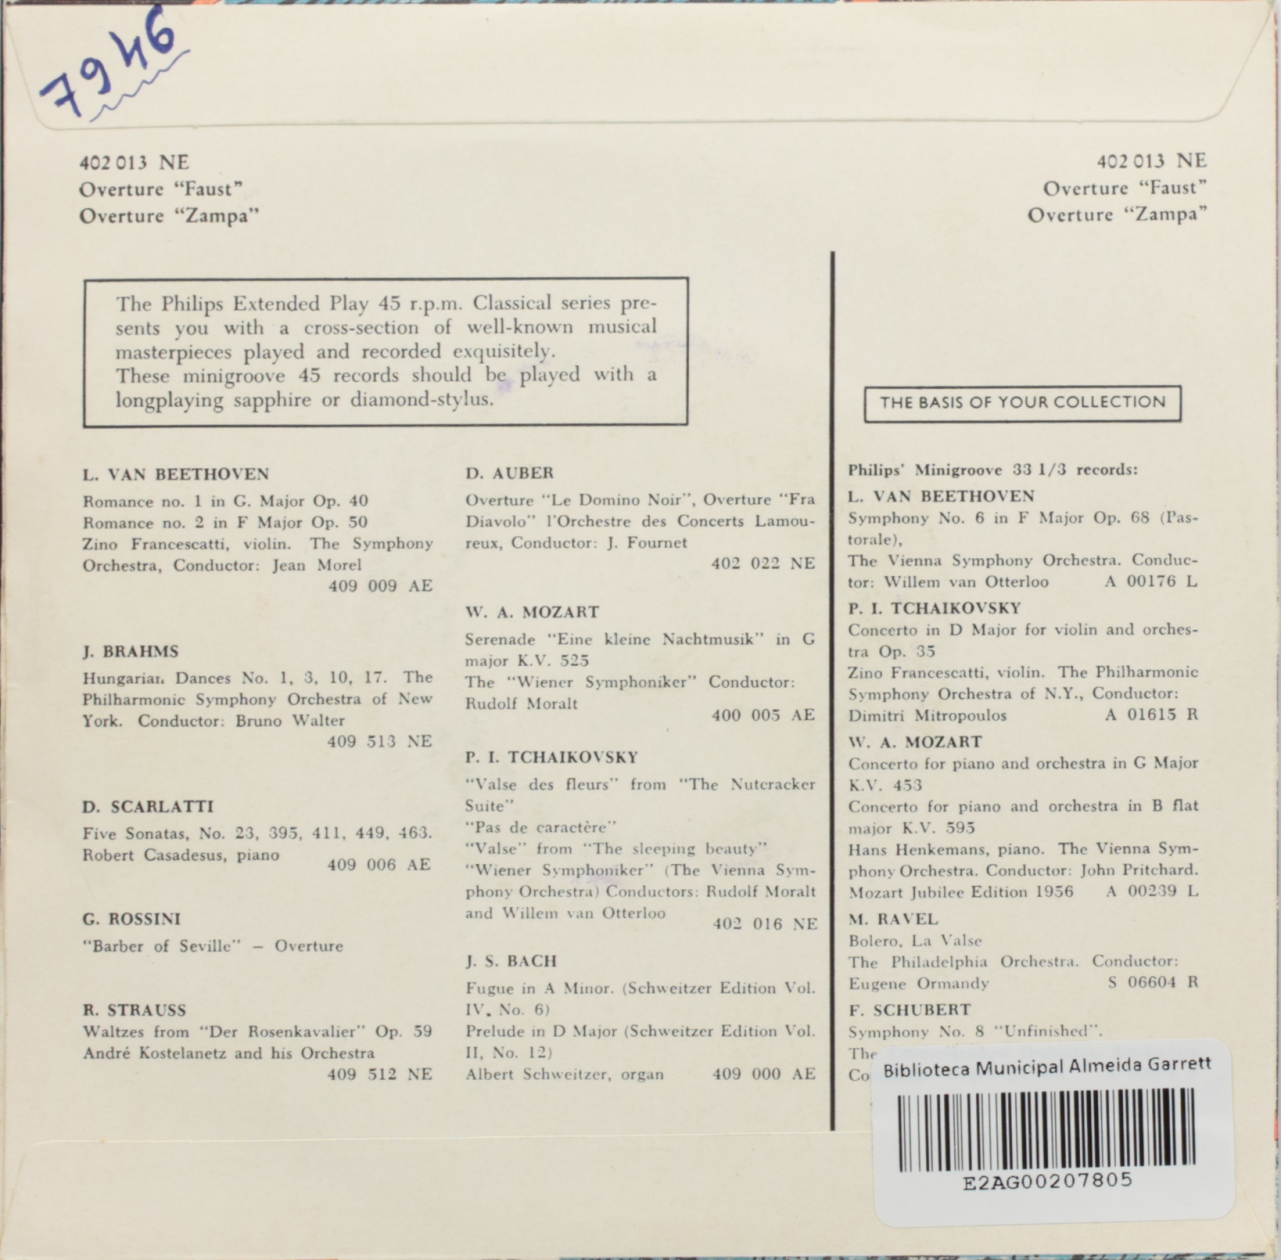 7946
402 013 NE
Overture “Faust”
Overture “Zampa”
402 013 NE
Overture “Faust”
Overture “Zampa”
The Philips Extended Play 45 r.p.m. Classical series pre-
sents you with a cross-section of well-known musical
masterpieces played and recorded exquisitely.
These minigroove 45 records should be played with a
longplaying sapphire or diamond-stylus.
L. VAN BEETHOVEN
Romance no. 1 in G. Major Op. 40
Romance no. 2 in F Major Op. 50
Zino Francescatti, violin. The Symphony
Orchestra, Conductor: Jean Morel
409 009 AE
J. BRAHMS
Hungarian Dances No. 1, 3, 10, 17. The
Philharmonic Symphony Orchestra of New
York. Conductor: Bruno Walter
409 513 NE
D. SCARLATTI
Five Sonatas, No. 23, 395, 411, 449, 463.
Robert Casadesus, piano
409 006 AE
G. ROSSINI
“Barber of Seville” – Overture
R. STRAUSS
Waltzes from “Der Rosenkavalier” Op. 59
André Kostelanetz and his Orchestra
409 512 NE
D. AUBER
Overture “Le Domino Noir”, Overture “Fra
Diavolo” l'Orchestre des Concerts Lamou-
reux, Conductor: J. Fournet
402 022 NE
W. A. MOZART
Serenade “Eine kleine Nachtmusik” in G
major K.V. 525
The “Wiener Symphoniker” Conductor:
Rudolf Moralt
400 005 AE
P. I. TCHAIKOVSKY
“Valse des fleurs” from “The Nutcracker
Suite”
“Pas de caractère”
“Valse” from “The sleeping beauty”
“Wiener Symphoniker” (The Vienna Sym-
phony Orchestra) Conductors: Rudolf Moralt
and Willem van Otterloo
402 016 NE
J. S. BACH
Fugue in A Minor. (Schweitzer Edition Vol.
IV. No. 6)
Prelude in D Major (Schweitzer Edition Vol.
II, No. 12)
Albert Schweitzer, organ 409 000 AE
THE BASIS OF YOUR COLLECTION
Philips' Minigroove 33 1/3 records:
L. VAN BEETHOVEN
Symphony No. 6 in F Major Op. 68 (Pas-
torale),
The Vienna Symphony Orchestra. Conduc-
tor: Willem van Otterloo A 00176 L
P. I. TCHAIKOVSKY
Concerto in D Major for violin and orches-
tra Op. 35
Zino Francescatti, violin. The Philharmonic
Symphony Orchestra of N.Y., Conductor:
Dimitri Mitropoulos A 01615 R
W. A. MOZART
Concerto for piano and orchestra in G Major
K.V. 453
Concerto for piano and orchestra in B flat
major K.V. 595
Hans Henkemans, piano. The Vienna Sym-
phony Orchestra. Conductor: John Pritchard.
Mozart Jubilee Edition 1956 A 00239 L
M. RAVEL
Bolero, La Valse
The Philadelphia Orchestra. Conductor:
Eugene Ormandy S 06604 R
F. SCHUBERT
Symphony No. 8 “Unfinished”.
The
Co
Biblioteca Municipal Almeida Garrett
E2AG00207805